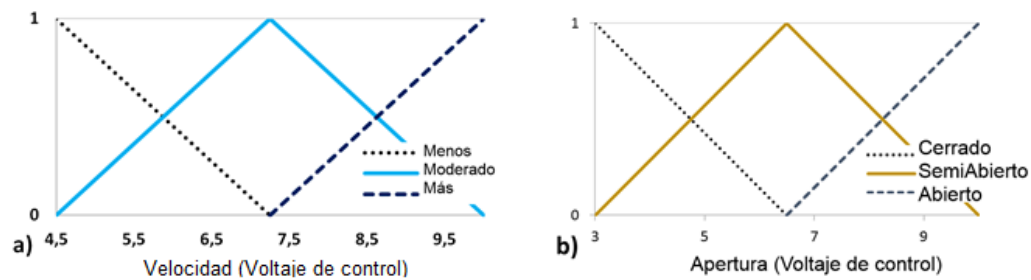 1
0
4,5 5,5 6,5 7,5 8,5 9,5
Menos
Moderado
Más
a)
Velocidad (Voltaje de control)
1
0
3 5 7 9
Cerrado
SemiAbierto
Abierto
b)
Apertura (Voltaje de control)